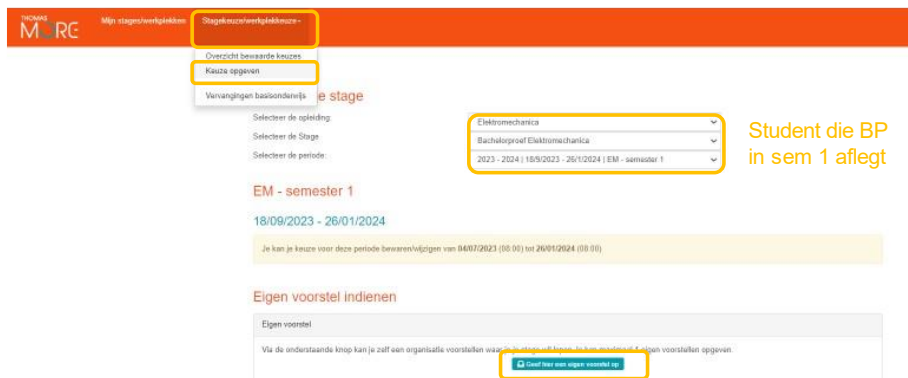 THOMAS MORE
Mijn stages/werkplekken
Stagekeuze/werkplekkeuze
Overzicht bewaarde keuzes
Keuze opgeven
Vervangingen basisonderwijs
e stage
Selecteer de opleiding:
Elektromechanica
Selecteer de Stage
Bachelorproef Elektromechanica
Selecteer de periode:
2023 - 2024 | 18/9/2023 - 26/1/2024 | EM - semester 1
Student die BP
in sem 1 aflegt
EM - semester 1
18/09/2023 - 26/01/2024
Je kan je keuze voor deze periode bewaren/wijzigen van 04/07/2023 (08:00) tot 26/01/2024 (08:00)
Eigen voorstel indienen
Eigen voorstel
Via de onderstaande knop kan je zelf een organisatie voorstellen waar je je stage wil lopen. Je kan maximaal eigen voorstellen opgeven.
Geef hier een eigen voorstel op